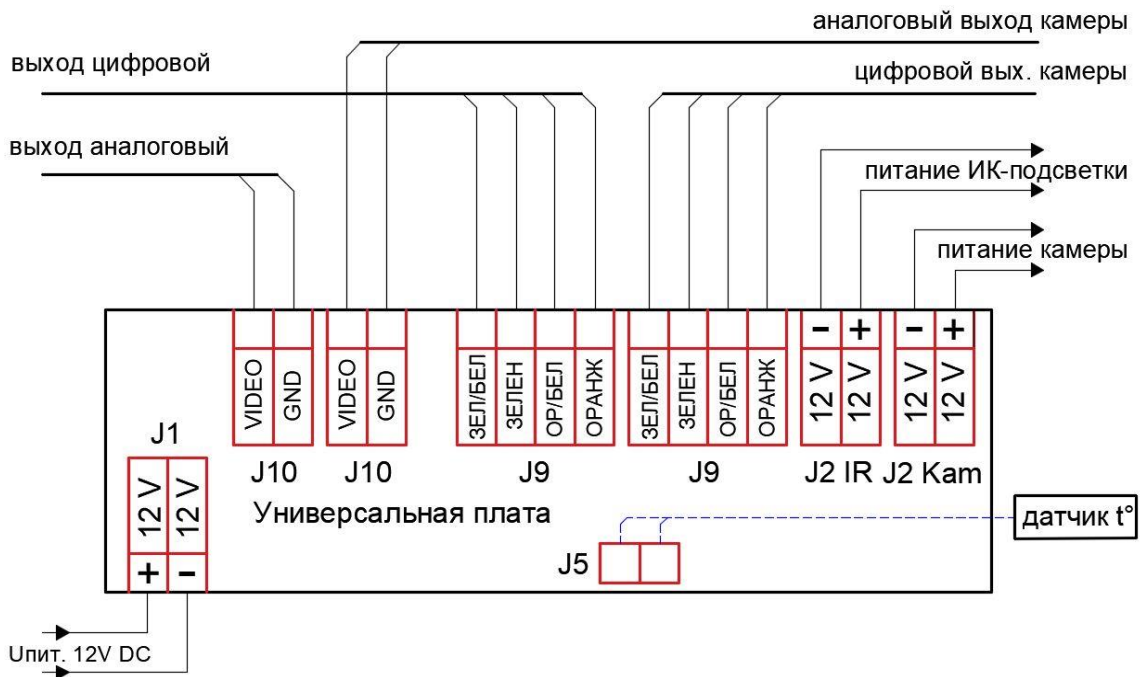 аналоговый выход камеры
выход цифровой
цифровой вых. камеры
выход аналоговый
питание ИК-подсветки
питание камеры
VIDEO
GND
VIDEO
GND
ЗЕЛ/БЕЛ
ЗЕЛЕН
ОР/БЕЛ
ОРАНЖ
ЗЕЛ/БЕЛ
ЗЕЛЕН
ОР/БЕЛ
ОРАНЖ
− + − +
12 V
12 V
12 V
12 V
J1
J10 J10 J9 J9 J2 IR J2 Kam
12 V
12 V
+ −
Универсальная плата
датчик t°
J5
Uпит. 12V DC